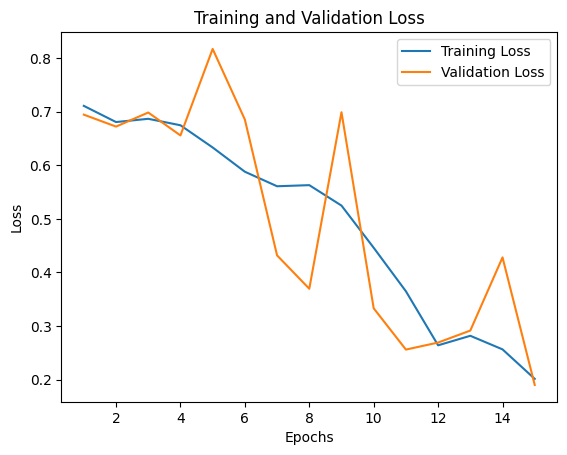 Training and Validation Loss
Training Loss
Validation Loss
0.8
0.7
0.6
0.5
0.4
0.3
0.2
Loss
2 4 6 8 10 12 14
Epochs